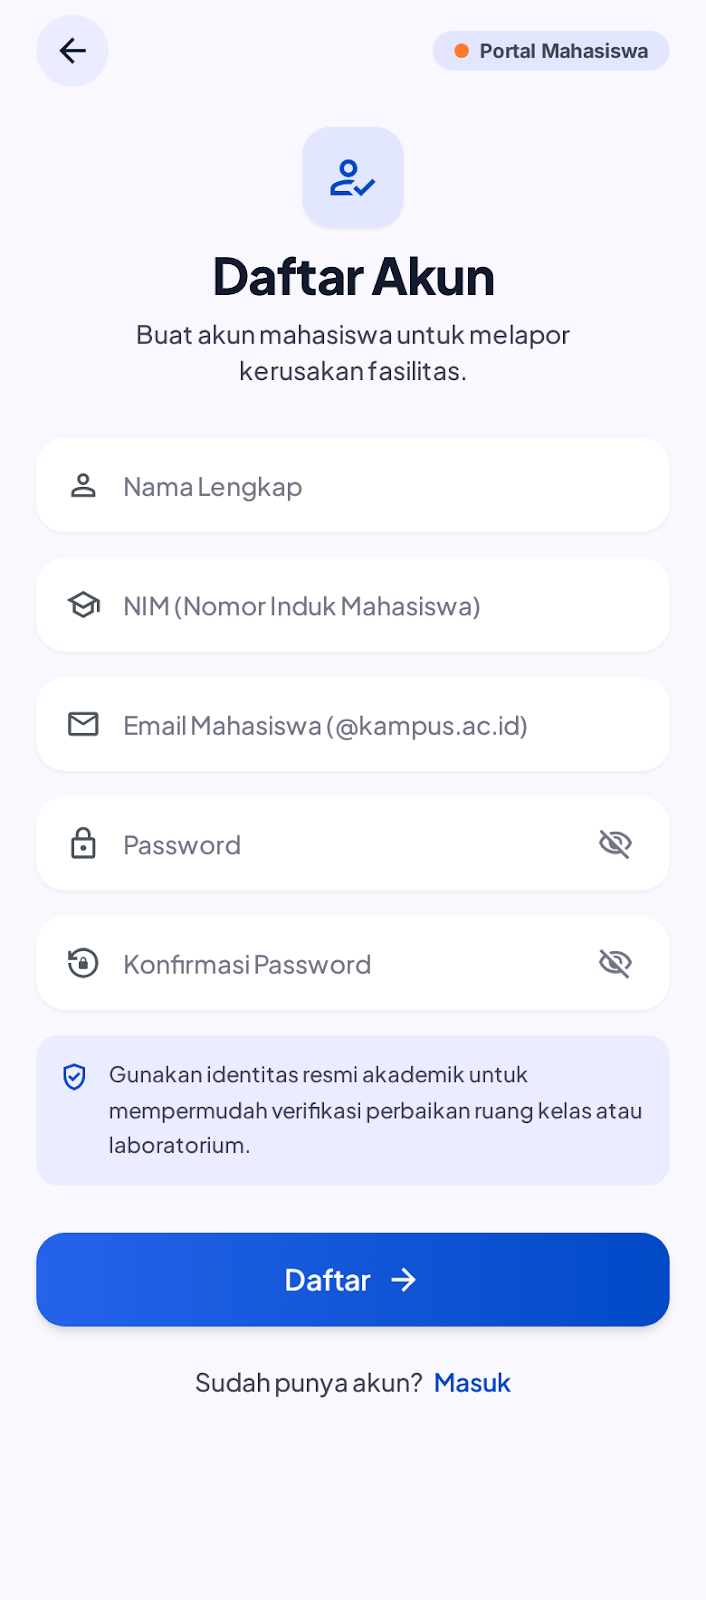 Portal Mahasiswa
Daftar Akun
Buat akun mahasiswa untuk melapor
kerusakan fasilitas.
Nama Lengkap
NIM (Nomor Induk Mahasiswa)
Email Mahasiswa (@kampus.ac.id)
Password
Konfirmasi Password
Gunakan identitas resmi akademik untuk
mempermudah verifikasi perbaikan ruang kelas atau
laboratorium.
Daftar
Sudah punya akun? Masuk